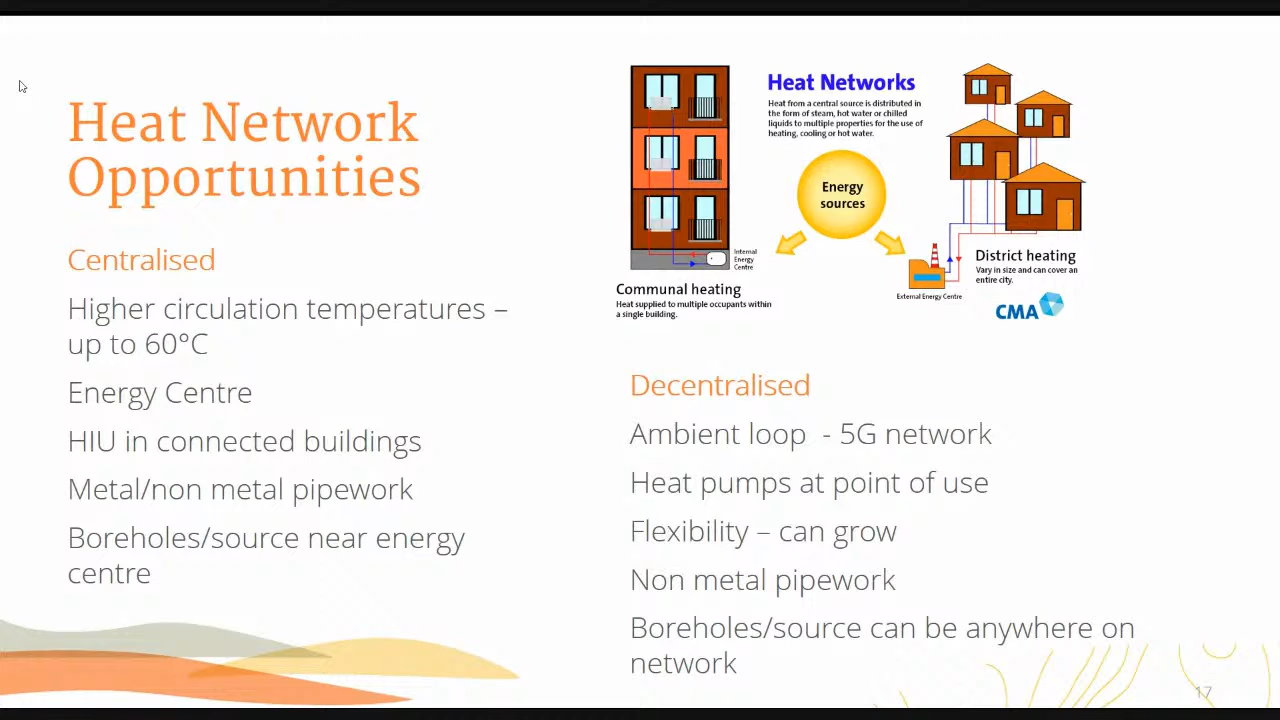 Heat Network
Opportunities
Centralised
Higher circulation temperatures –
up to 60°C
Energy Centre
HIU in connected buildings
Metal/non metal pipework
Boreholes/source near energy
centre
Heat Networks
Heat from a central source is distributed in
the form of steam, hot water or chilled
liquids to multiple properties for the use of
heating, cooling or hot water.
Energy
sources
Internal
Energy
Centre
Communal heating
Heat supplied to multiple occupants within
a single building.
External Energy Centre
District heating
Vary in size and can cover an
entire city.
CMA
Decentralised
Ambient loop  - 5G network
Heat pumps at point of use
Flexibility – can grow
Non metal pipework
Boreholes/source can be anywhere on
network
17